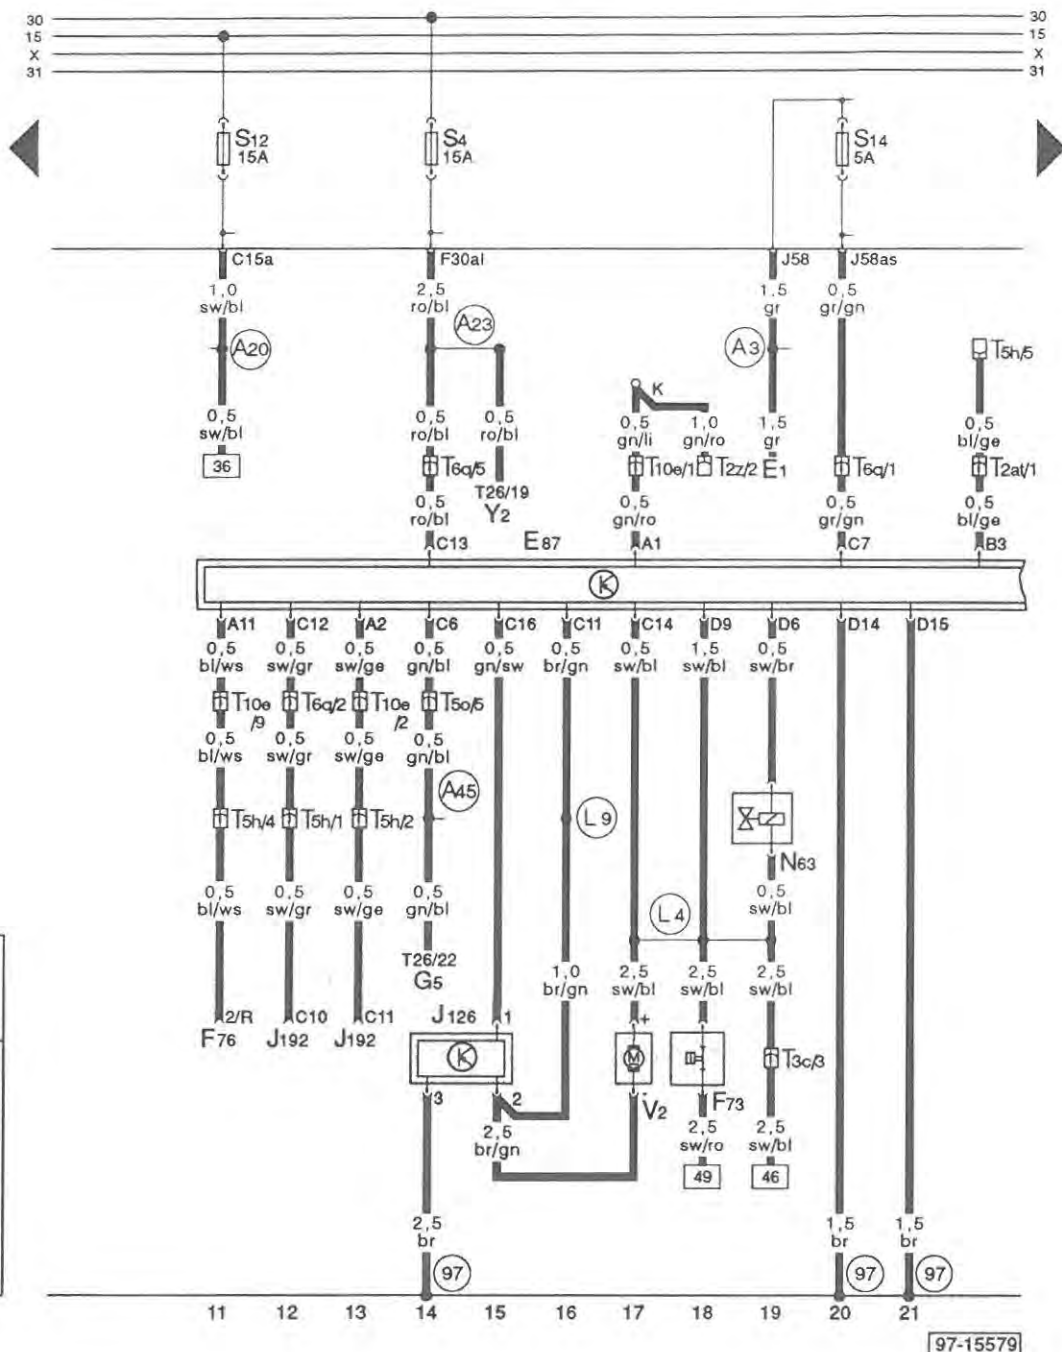 30 30
15 15
X X
31 31
S12 S4 S14
15A 15A 5A
C15a F30al J58 J58as
1,0 2,5 1,5 0,5
sw/bl ro/bl gr gr/gn
A20 A23 A3 T5h/5
K
0,5 0,5 0,5 0,5 1,0 1,5 0,5
sw/bl ro/bl ro/bl gn/li gn/ro gr bl/ge
36 T6q/5 T10e/1 T2z/2 E1 T6q/1 T2at/1
T26/19
0,5 Y2 0,5 0,5 0,5
ro/bl gn/ro gr/gn bl/ge
C13 E87 A1 C7 B3
A11 C12 A2 C6 C16 C11 C14 D9 D6 D14 D15
0,5 0,5 0,5 0,5 0,5 0,5 0,5 1,5 0,5
bl/ws sw/gr sw/ge gn/bl gn/sw br/gn sw/bl sw/bl sw/br
T10e/9 T6q/2 T10e/2 T5o/5
0,5 0,5 0,5 0,5
bl/ws sw/gr sw/ge gn/bl
A45
T5h/4 T5h/1 T5h/2 L9
N63
0,5 0,5 0,5 0,5 0,5
bl/ws sw/gr sw/ge gn/bl sw/bl
L4
T26/22 1,0 2,5 2,5 2,5
G5 br/gn sw/bl sw/bl sw/bl
2/R C10 C11 J126 1 +
F76 J192 J192
M T3c/3
3 2 - V2 F73
2,5 2,5 2,5
br/gn sw/ro sw/bl
49 46
2,5 1,5 1,5
br br br
97 97 97
11 12 13 14 15 16 17 18 19 20 21
97-15579